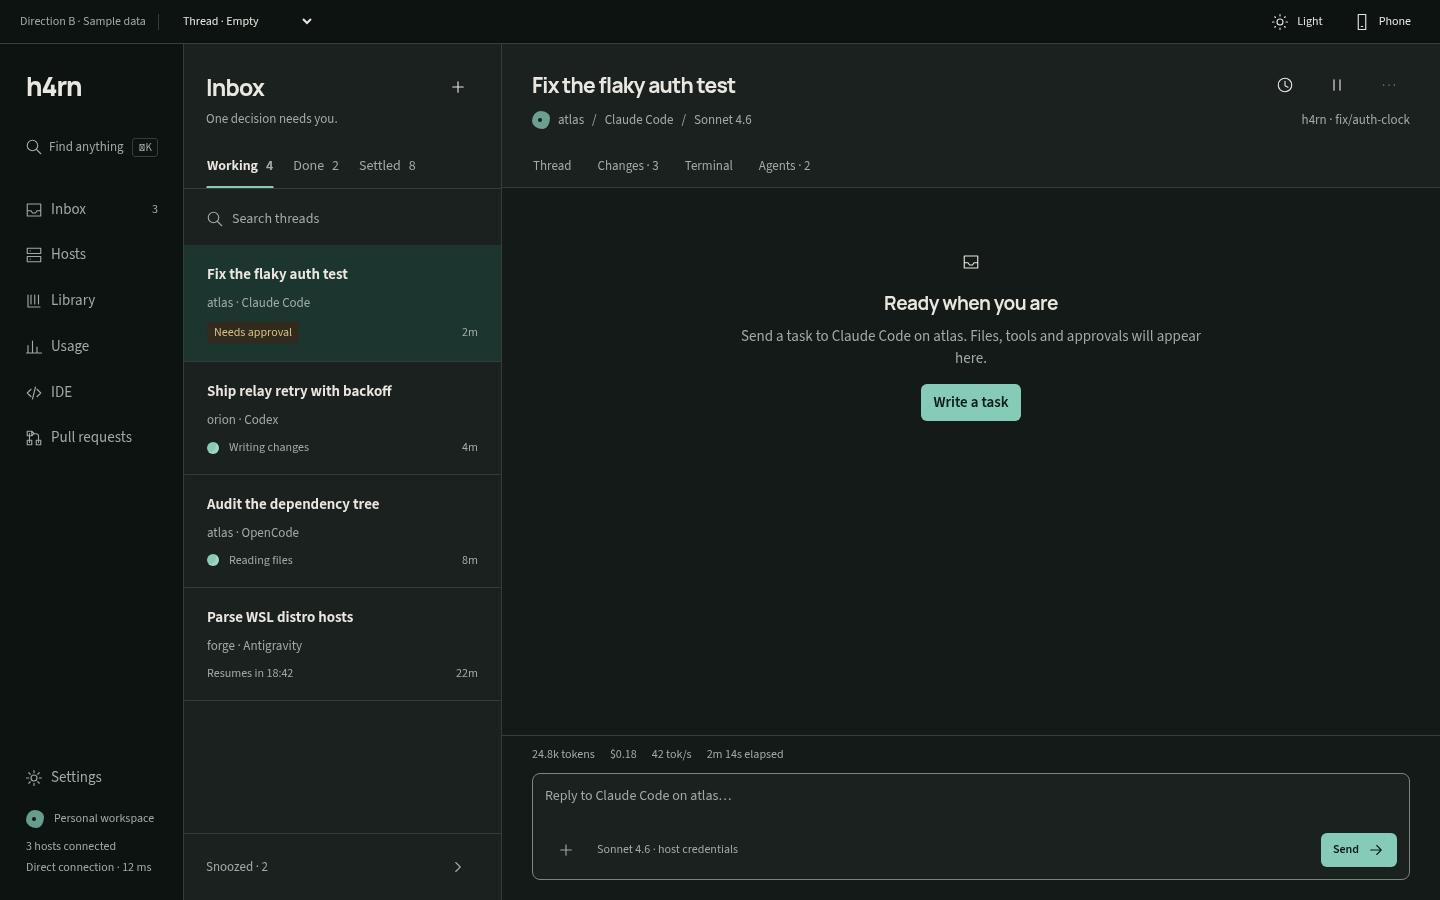 Direction B · Sample data
Thread · Empty
Light
Phone
h4rn
Find anything
K
Inbox 3
Hosts
Library
Usage
IDE
Pull requests
Settings
Personal workspace
3 hosts connected
Direct connection · 12 ms
Inbox
One decision needs you.
Working 4 Done 2 Settled 8
Search threads
Fix the flaky auth test
atlas · Claude Code
Needs approval 2m
Ship relay retry with backoff
orion · Codex
Writing changes 4m
Audit the dependency tree
atlas · OpenCode
Reading files 8m
Parse WSL distro hosts
forge · Antigravity
Resumes in 18:42 22m
Snoozed · 2
Fix the flaky auth test
atlas / Claude Code / Sonnet 4.6
h4rn · fix/auth-clock
Thread Changes · 3 Terminal Agents · 2
Ready when you are
Send a task to Claude Code on atlas. Files, tools and approvals will appear
here.
Write a task
24.8k tokens $0.18 42 tok/s 2m 14s elapsed
Reply to Claude Code on atlas…
Sonnet 4.6 · host credentials
Send